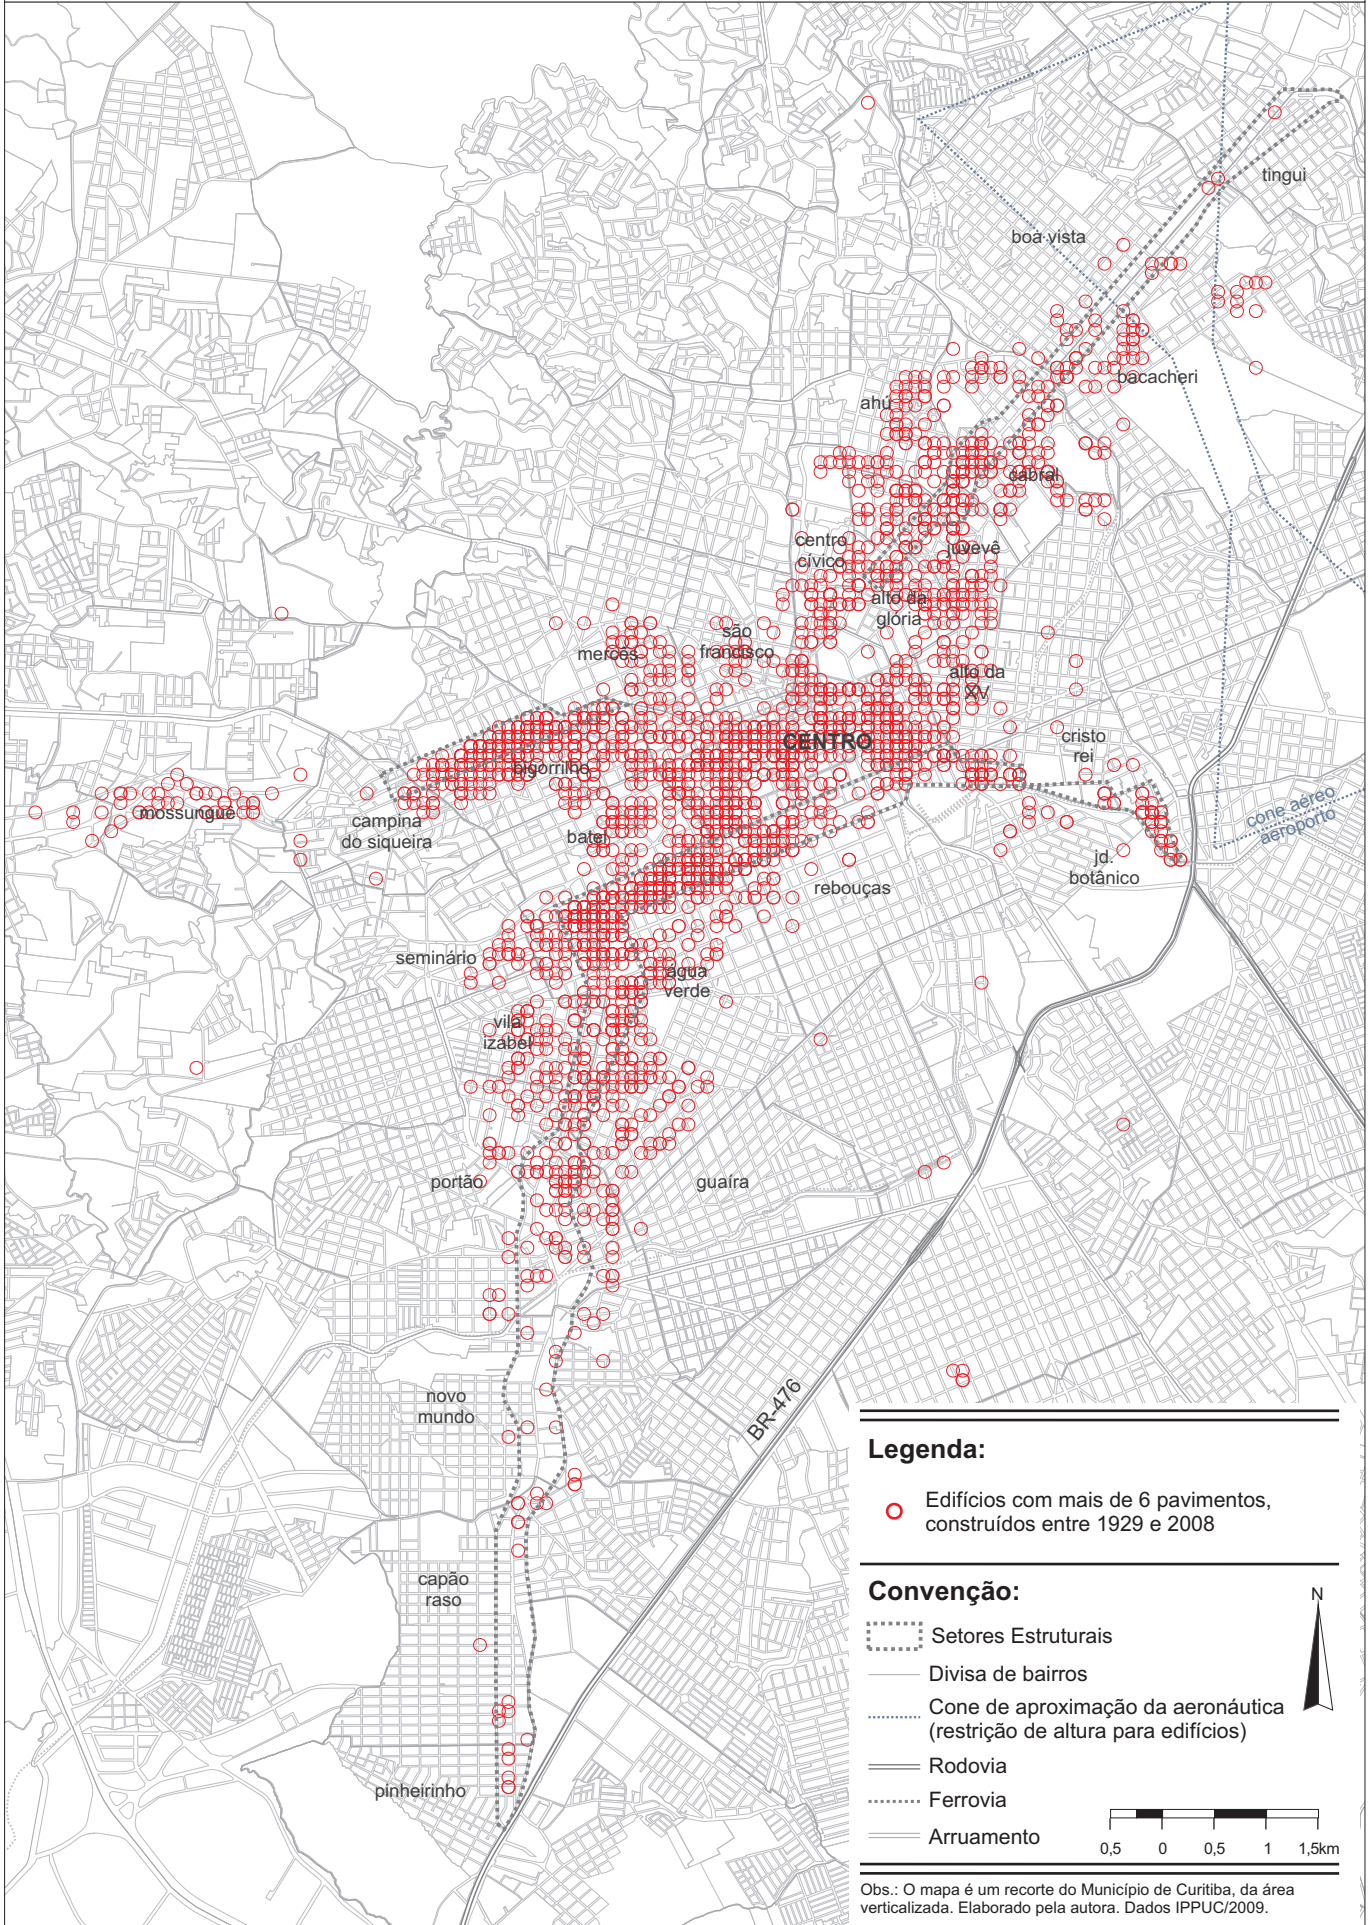 tingui
boa vista
bacacheri
ahú
cabral
centro
cívico
juvevê
alto da
glória
são
francisco
mercês
alto da
XV
cristo
rei
CENTRO
bigorrilho
mossunguê
campina
do siqueira
batel
cone aéreo
aeroporto
jd.
botânico
rebouças
seminário
água
verde
vila
izabel
portão
guaíra
novo
mundo
BR-476
capão
raso
pinheirinho
Legenda:
Edifícios com mais de 6 pavimentos,
construídos entre 1929 e 2008
Convenção:
N
Setores Estruturais
Divisa de bairros
Cone de aproximação da aeronáutica
(restrição de altura para edifícios)
Rodovia
Ferrovia
Arruamento
0,5 0 0,5 1 1,5km
Obs.: O mapa é um recorte do Município de Curitiba, da área
verticalizada. Elaborado pela autora. Dados IPPUC/2009.